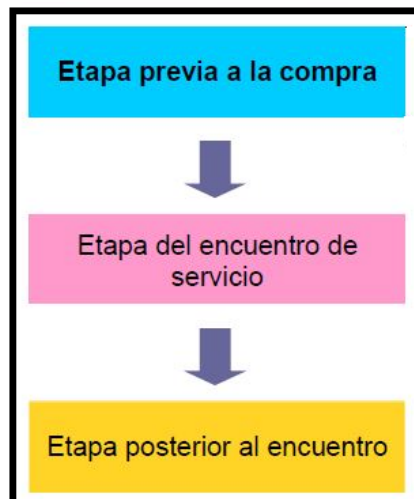 Etapa previa a la compra
Etapa del encuentro de
servicio
Etapa posterior al encuentro